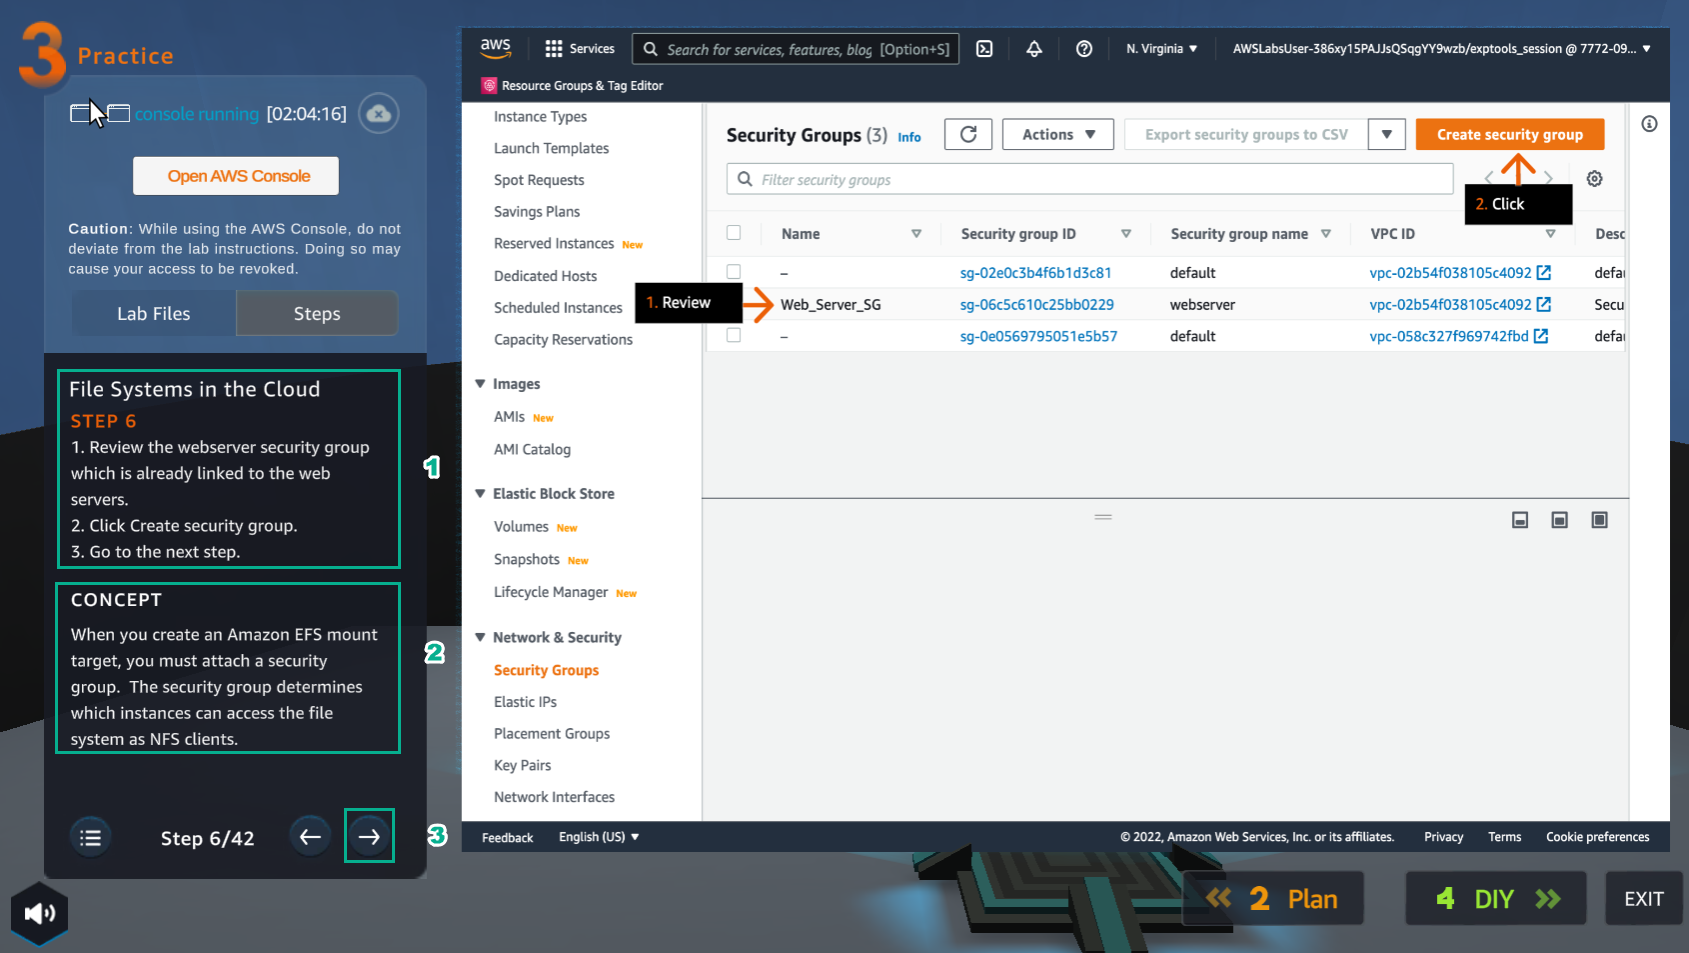 3 Practice
console running [02:04:16]
Open AWS Console
Caution: While using the AWS Console, do not
deviate from the lab instructions. Doing so may
cause your access to be revoked.
Lab Files
Steps
File Systems in the Cloud
STEP 6
1. Review the webserver security group
which is already linked to the web
servers.
2. Click Create security group.
3. Go to the next step.
1
CONCEPT
When you create an Amazon EFS mount
target, you must attach a security
group. The security group determines
which instances can access the file
system as NFS clients.
2
Step 6/42
3
aws
Services
Search for services, features, blog [Option+S]
N. Virginia
AWSLabsUser-386xy15PAJJsQSqgYY9wzb/exptools_session @ 7772-09...
Resource Groups & Tag Editor
Instance Types
Launch Templates
Spot Requests
Savings Plans
Reserved Instances New
Dedicated Hosts
Scheduled Instances
Capacity Reservations
Images
AMIs New
AMI Catalog
Elastic Block Store
Volumes New
Snapshots New
Lifecycle Manager New
Network & Security
Security Groups
Elastic IPs
Placement Groups
Key Pairs
Network Interfaces
Security Groups (3) Info
Actions
Export security groups to CSV
Create security group
Filter security groups
2. Click
Name Security group ID Security group name VPC ID Desc
– sg-02e0c3b4f6b1d3c81 default vpc-02b54f038105c4092 defau
1. Review
Web_Server_SG sg-06c5c610c25bb0229 webserver vpc-02b54f038105c4092 Secu
– sg-0e0569795051e5b57 default vpc-058c327f969742fbd defau
Feedback English (US) © 2022, Amazon Web Services, Inc. or its affiliates. Privacy Terms Cookie preferences
2 Plan
4 DIY
EXIT